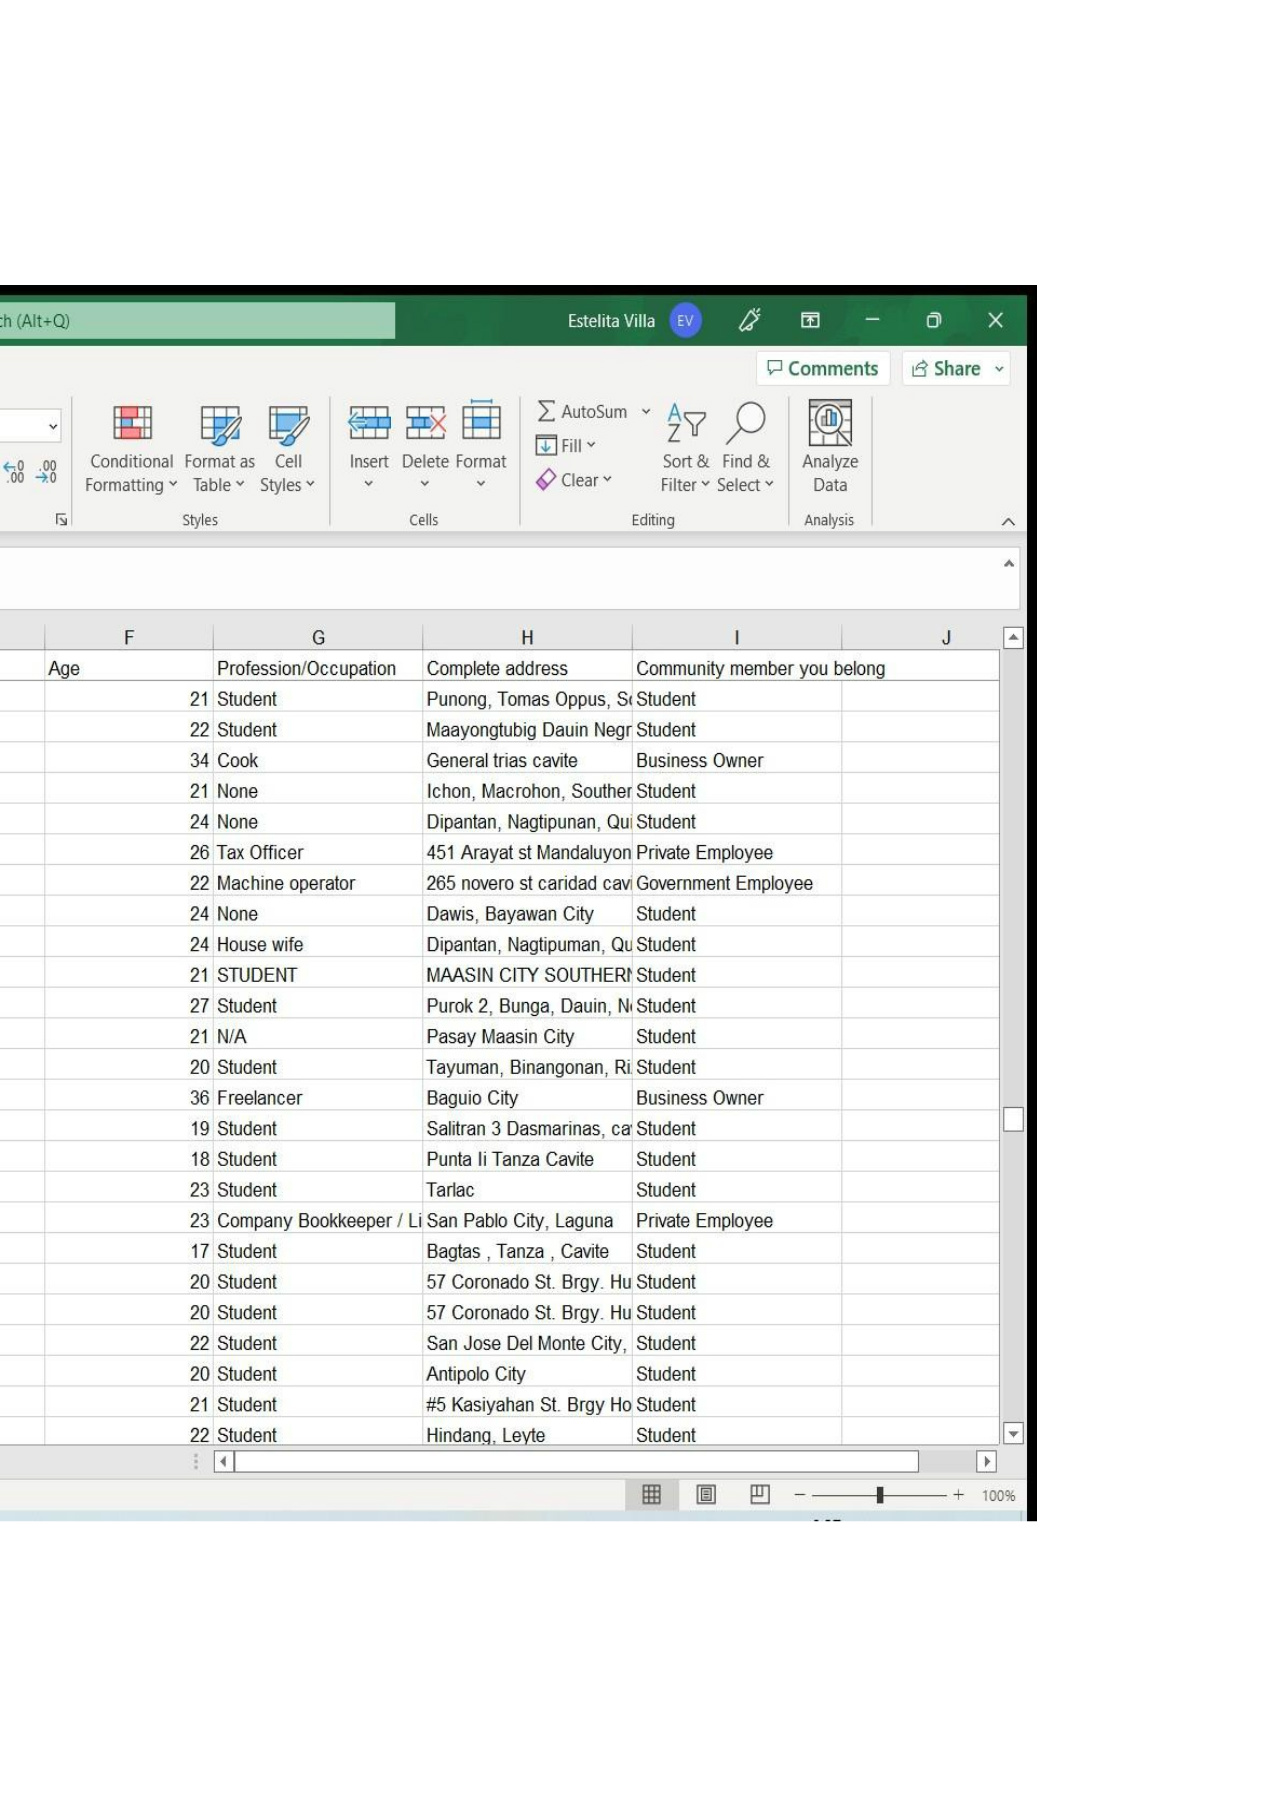 ch (Alt+Q) Estelita Villa EV
Comments Share
Conditional Formatting Format as Table Cell Styles Insert Delete Format AutoSum Fill Clear Sort & Filter Find & Select Analyze Data
Styles Cells Editing Analysis
F G H I J
Age Profession/Occupation Complete address Community member you belong
21 Student Punong, Tomas Oppus, Student
22 Student Maayongtubig Dauin Negr Student
34 Cook General trias cavite Business Owner
21 None Ichon, Macrohon, Souther Student
24 None Dipantan, Nagtipunan, Qui Student
26 Tax Officer 451 Arayat st Mandaluyon Private Employee
22 Machine operator 265 novero st caridad cavi Government Employee
24 None Dawis, Bayawan City Student
24 House wife Dipantan, Nagtipuman, Qu Student
21 STUDENT MAASIN CITY SOUTHERN Student
27 Student Purok 2, Bunga, Dauin, Student
21 N/A Pasay Maasin City Student
20 Student Tayuman, Binangonan, Ri Student
36 Freelancer Baguio City Business Owner
19 Student Salitran 3 Dasmarinas, Student
18 Student Punta Ii Tanza Cavite Student
23 Student Tarlac Student
23 Company Bookkeeper / Li San Pablo City, Laguna Private Employee
17 Student Bagtas , Tanza , Cavite Student
20 Student 57 Coronado St. Brgy. Hu Student
20 Student 57 Coronado St. Brgy. Hu Student
22 Student San Jose Del Monte City, Student
20 Student Antipolo City Student
21 Student #5 Kasiyahan St. Brgy Ho Student
22 Student Hindang, Leyte Student
100%